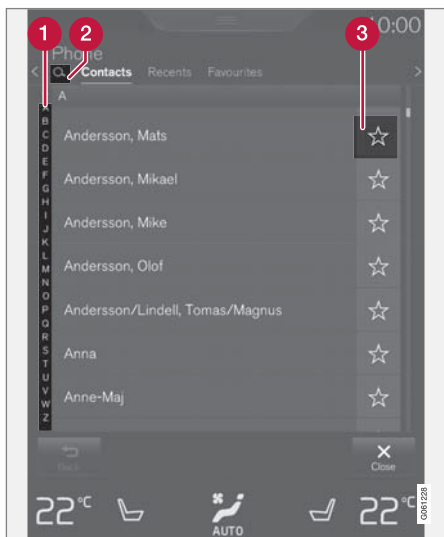 10:00
1
2
3
Phone
Contacts Recents Favourites
A
A
B
C
D
E
F
G
H
I
J
K
L
M
N
O
P
Q
R
S
T
U
V
W
Z
Andersson, Mats
Andersson, Mikael
Andersson, Mike
Andersson, Olof
Andersson/Lindell, Tomas/Magnus
Anna
Anne-Maj
Back
Close
22°C
AUTO
22°C
G061228